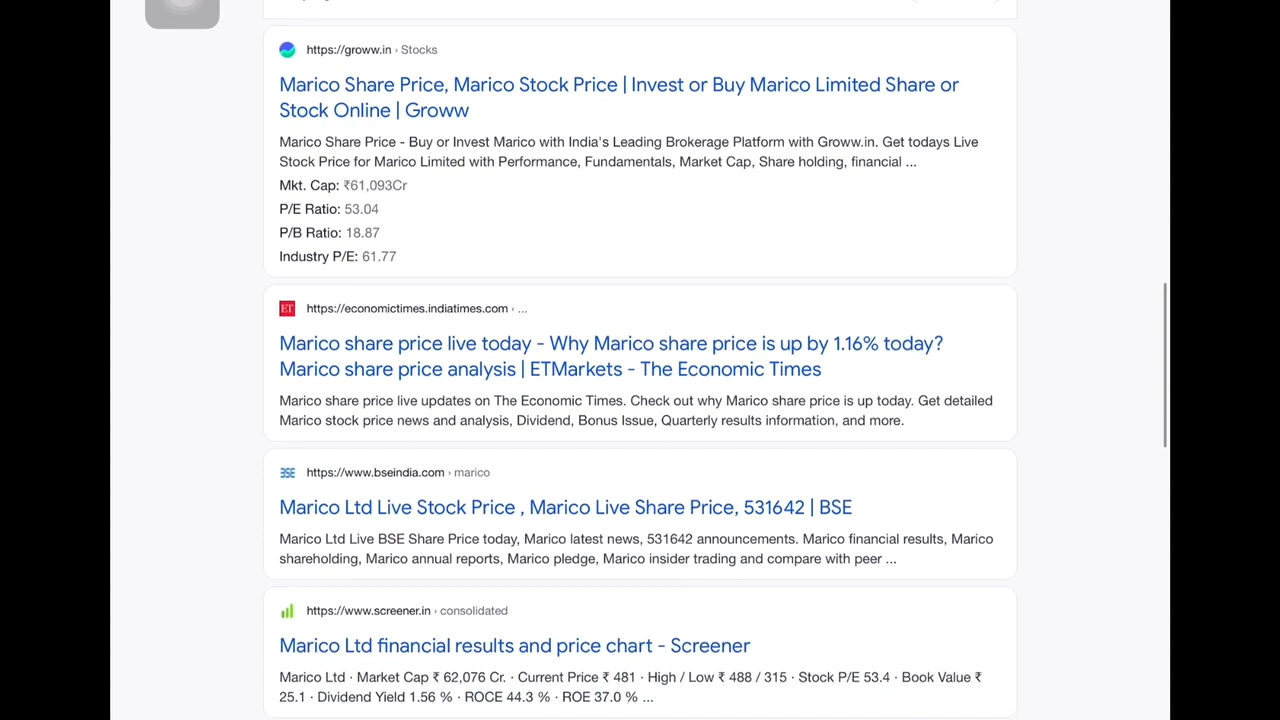 https://groww.in › Stocks
Marico Share Price, Marico Stock Price | Invest or Buy Marico Limited Share or
Stock Online | Groww
Marico Share Price - Buy or Invest Marico with India's Leading Brokerage Platform with Groww.in. Get todays Live
Stock Price for Marico Limited with Performance, Fundamentals, Market Cap, Share holding, financial ...
Mkt. Cap: ₹61,093Cr
P/E Ratio: 53.04
P/B Ratio: 18.87
Industry P/E: 61.77
ET
https://economictimes.indiatimes.com › ...
Marico share price live today - Why Marico share price is up by 1.16% today?
Marico share price analysis | ETMarkets - The Economic Times
Marico share price live updates on The Economic Times. Check out why Marico share price is up today. Get detailed
Marico stock price news and analysis, Dividend, Bonus Issue, Quarterly results information, and more.
BSE
https://www.bseindia.com › marico
Marico Ltd Live Stock Price , Marico Live Share Price, 531642 | BSE
Marico Ltd Live BSE Share Price today, Marico latest news, 531642 announcements. Marico financial results, Marico
shareholding, Marico annual reports, Marico pledge, Marico insider trading and compare with peer ...
https://www.screener.in › consolidated
Marico Ltd financial results and price chart - Screener
Marico Ltd · Market Cap ₹ 62,076 Cr. · Current Price ₹ 481 · High / Low ₹ 488 / 315 · Stock P/E 53.4 · Book Value ₹
25.1 · Dividend Yield 1.56 % · ROCE 44.3 % · ROE 37.0 % ...